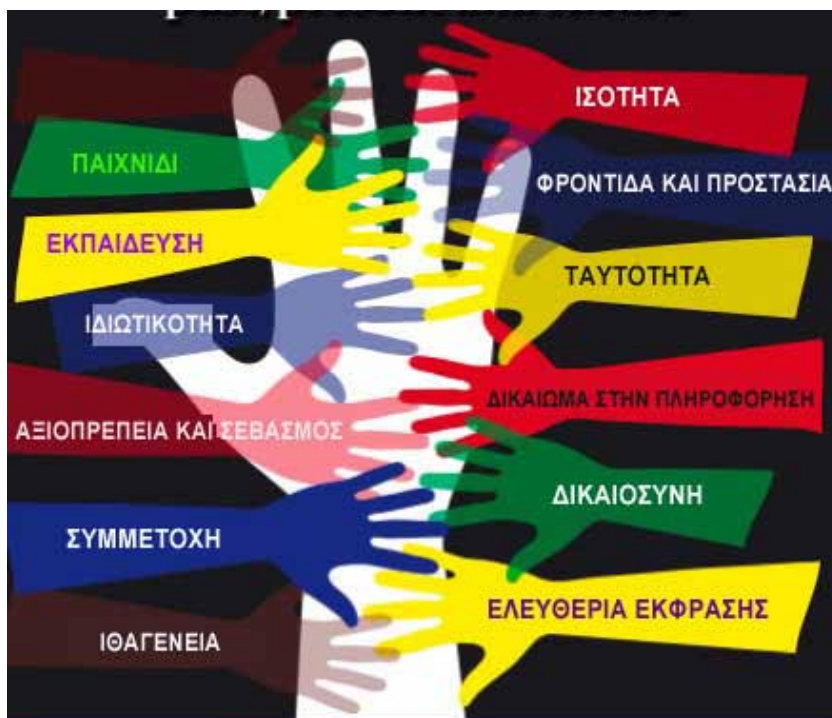 ΙΣΟΤΗΤΑ
ΠΑΙΧΝΙΔΙ
ΦΡΟΝΤΙΔΑ ΚΑΙ ΠΡΟΣΤΑΣΙΑ
ΕΚΠΑΙΔΕΥΣΗ
ΤΑΥΤΟΤΗΤΑ
ΙΔΙΩΤΙΚΟΤΗΤΑ
ΔΙΚΑΙΩΜΑ ΣΤΗΝ ΠΛΗΡΟΦΟΡΗΣΗ
ΑΞΙΟΠΡΕΠΕΙΑ ΚΑΙ ΣΕΒΑΣΜΟΣ
ΔΙΚΑΙΟΣΥΝΗ
ΣΥΜΜΕΤΟΧΗ
ΕΛΕΥΘΕΡΙΑ ΕΚΦΡΑΣΗΣ
ΙΘΑΓΕΝΕΙΑ